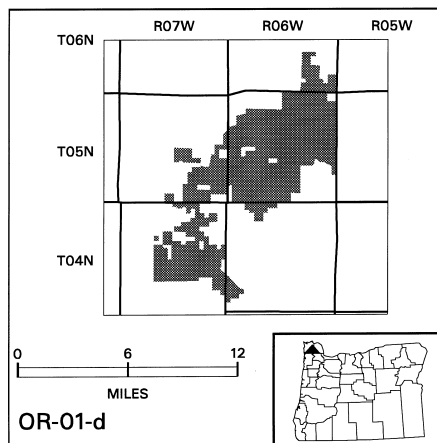 R07W R06W R05W
T06N
T05N
T04N
0 6 12
MILES
OR-01-d